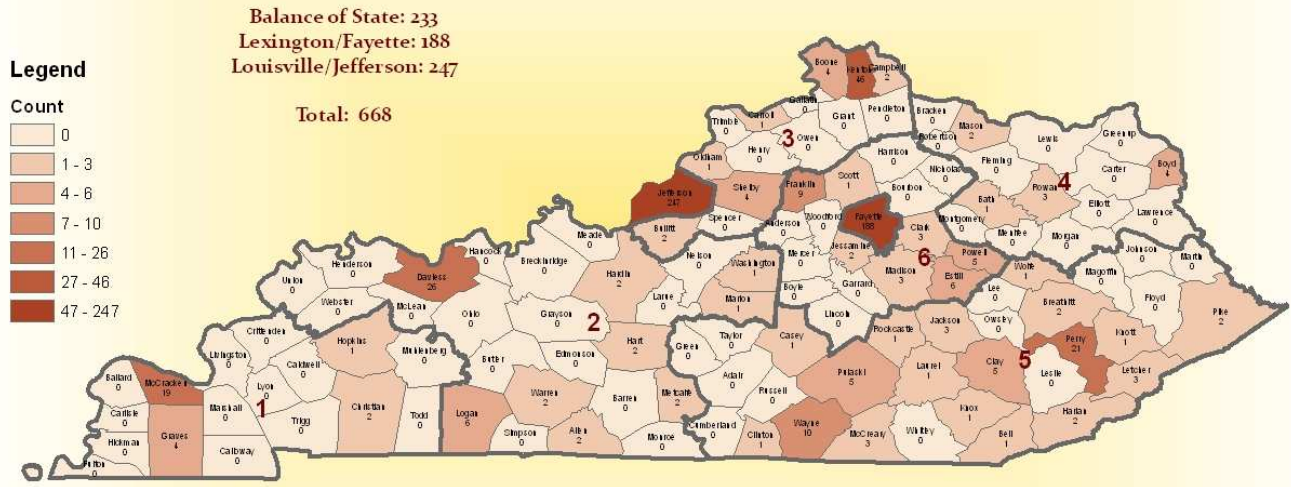 Balance of State: 233
Lexington/Fayette: 188
Louisville/Jefferson: 247
Total: 668
Legend
Count
0
1 - 3
4 - 6
7 - 10
11 - 26
27 - 46
47 - 247
Boone
4
Kenton
46
Campbell
2
Gallatin
0
Carroll
1
Trimble
0
Grant
0
Pendleton
0
Owen
0
Henry
0
3
Oldham
1
Bracken
0
Robertson
0
Mason
2
Lewis
0
Greenup
0
Fleming
0
Carter
0
Boyd
4
Rowan
3
4
Bath
1
Elliott
0
Lawrence
0
Montgomery
0
Menifee
0
Morgan
0
Jefferson
247
Shelby
4
Spencer
0
Bullitt
2
Franklin
9
Scott
1
Harrison
0
Nicholas
0
Bourbon
0
Anderson
0
Woodford
0
Fayette
188
Clark
3
Jessamine
2
6
Powell
5
Mercer
0
Madison
3
Estill
6
Boyle
0
Garrard
0
Lincoln
0
Nelson
0
Washington
1
Marion
1
Meade
0
Hancock
0
Breckinridge
0
Hardin
2
Larue
0
Grayson
0
2
Hart
2
Edmonson
0
Butler
0
Warren
2
Barren
0
Metcalfe
2
Logan
6
Simpson
0
Allen
2
Monroe
0
Henderson
0
Union
0
Daviess
26
Webster
0
McLean
0
Ohio
0
Crittenden
0
Livingston
0
Hopkins
1
Muhlenberg
0
Caldwell
0
Lyon
0
1
Christian
2
Todd
0
Trigg
0
Ballard
0
McCracken
19
Carlisle
0
Marshall
0
Graves
4
Hickman
0
Fulton
0
Calloway
0
Taylor
0
Green
0
Casey
1
Adair
0
Russell
0
Pulaski
5
Rockcastle
1
Jackson
3
Laurel
1
Clay
5
Cumberland
0
Clinton
1
Wayne
10
McCreary
3
Whitley
0
Knox
1
Bell
1
Harlan
2
Leslie
0
5
Perry
21
Letcher
3
Knott
1
Breathitt
2
Owsley
0
Lee
0
Wolfe
1
Magoffin
0
Johnson
0
Martin
0
Floyd
0
Pike
2